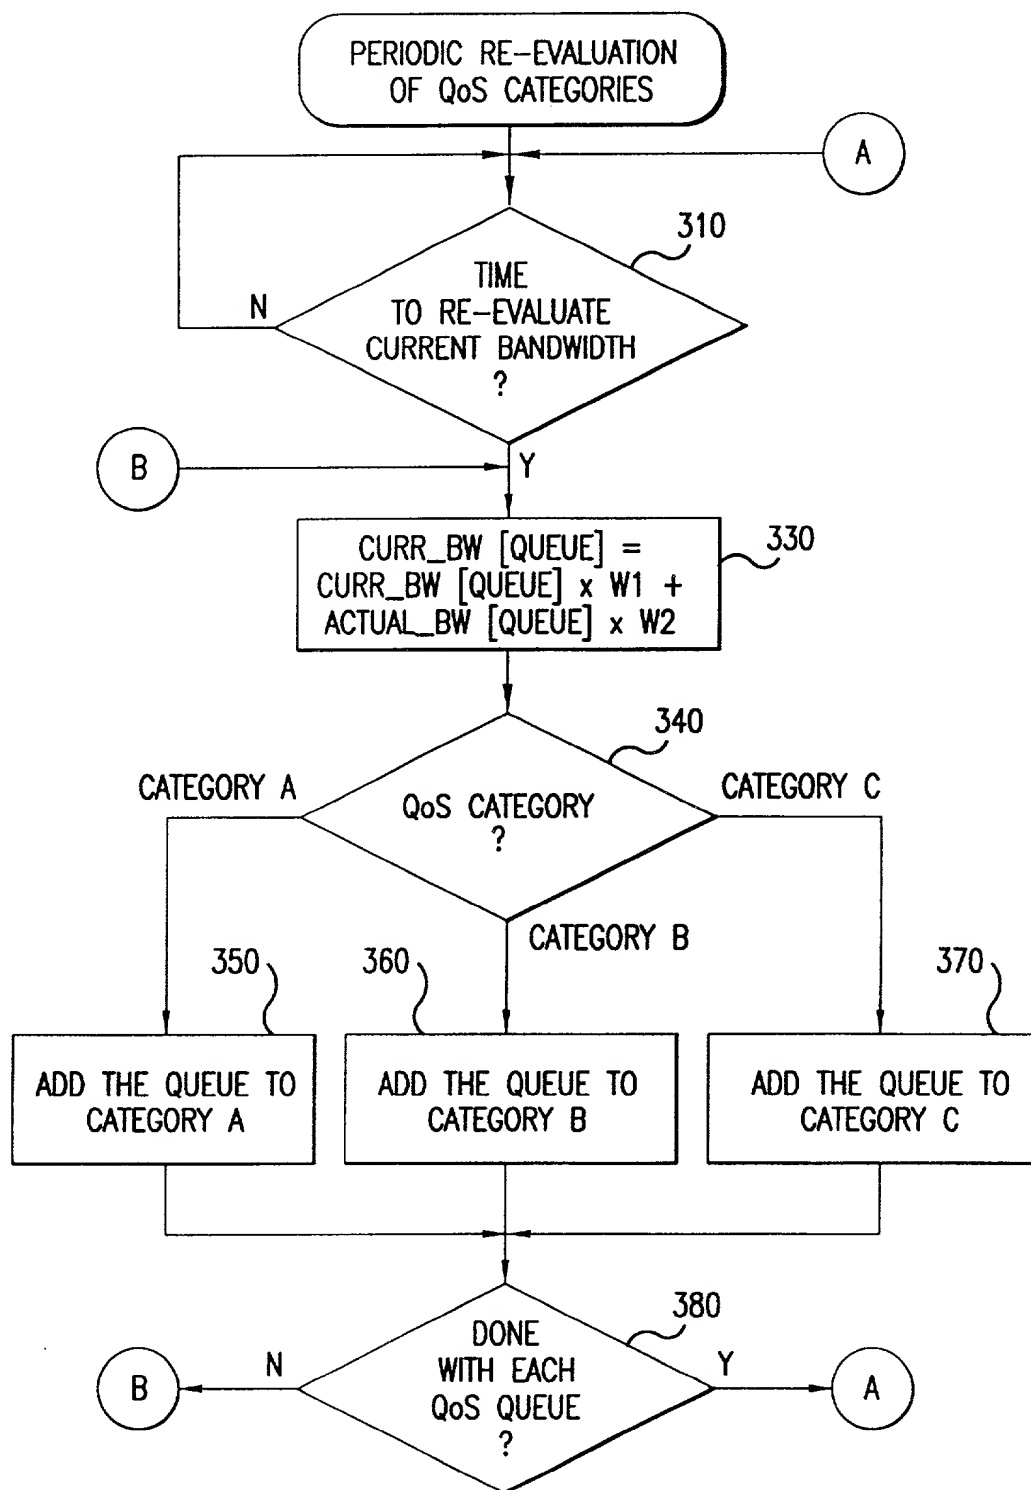 PERIODIC RE-EVALUATION
OF QoS CATEGORIES
A
310
TIME
TO RE-EVALUATE
CURRENT BANDWIDTH
?
N
B
Y
330
CURR_BW [QUEUE] =
CURR_BW [QUEUE] x W1 +
ACTUAL_BW [QUEUE] x W2
340
CATEGORY A
QoS CATEGORY
?
CATEGORY C
CATEGORY B
350
360
370
ADD THE QUEUE TO
CATEGORY A
ADD THE QUEUE TO
CATEGORY B
ADD THE QUEUE TO
CATEGORY C
380
DONE
WITH EACH
QoS QUEUE
?
B
N
Y
A